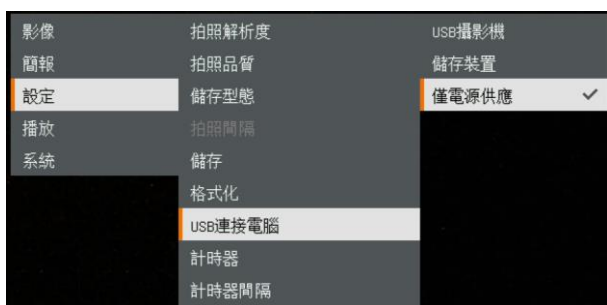 影像
簡報
設定
播放
系統
拍照解析度
拍照品質
儲存型態
拍照間隔
儲存
格式化
USB連接電腦
計時器
計時器間隔
USB攝影機
儲存裝置
僅電源供應